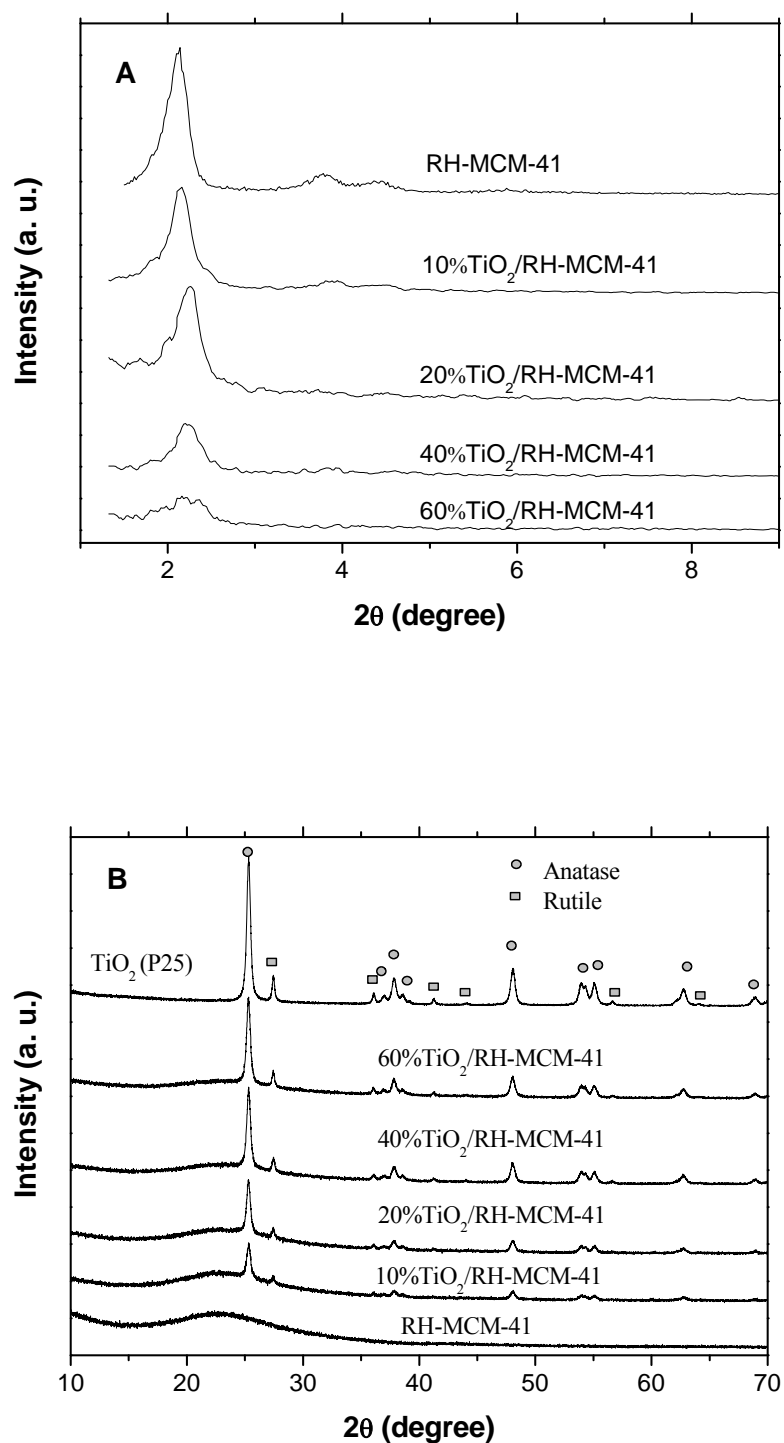 A
RH-MCM-41
10%TiO₂/RH-MCM-41
20%TiO₂/RH-MCM-41
40%TiO₂/RH-MCM-41
60%TiO₂/RH-MCM-41
Intensity (a. u.)
2 4 6 8
2θ (degree)
B
Anatase
Rutile
TiO₂ (P25)
60%TiO₂/RH-MCM-41
40%TiO₂/RH-MCM-41
20%TiO₂/RH-MCM-41
10%TiO₂/RH-MCM-41
RH-MCM-41
Intensity (a. u.)
10 20 30 40 50 60 70
2θ (degree)